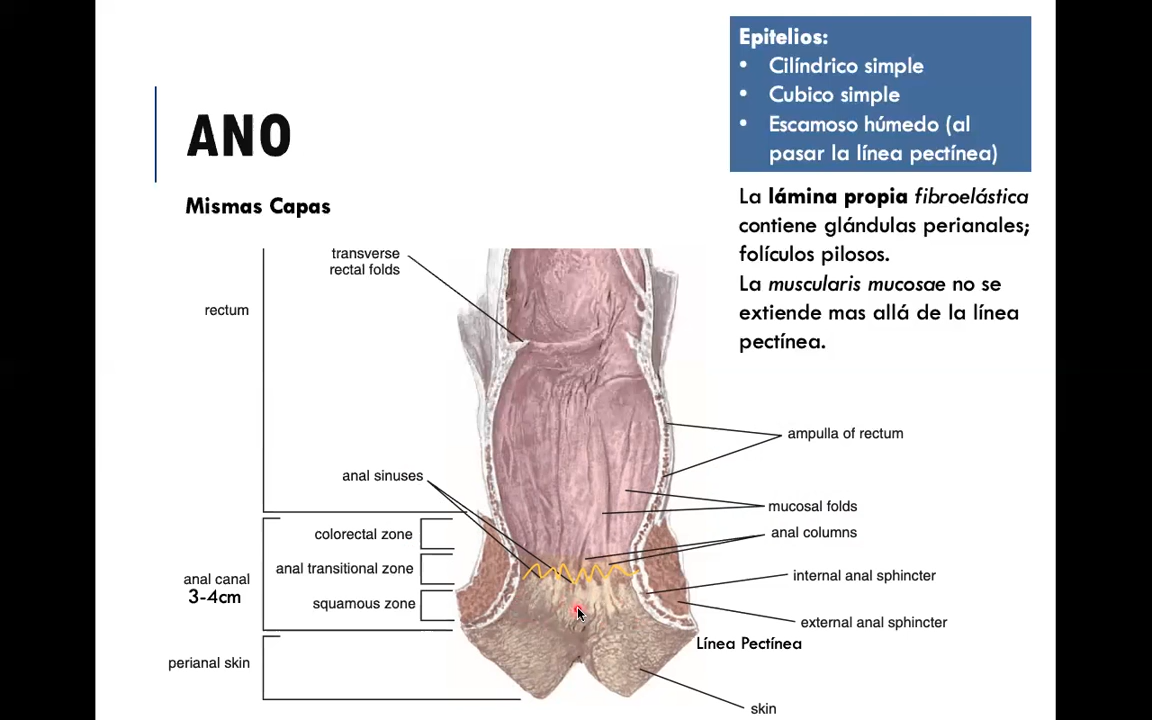 ANO
Mismas Capas
Epitelios:
• Cilíndrico simple
• Cubico simple
• Escamoso húmedo (al
pasar la línea pectínea)
La lámina propia fibroelástica
contiene glándulas perianales;
folículos pilosos.
La muscularis mucosae no se
extiende mas allá de la línea
pectínea.
transverse
rectal folds
rectum
anal sinuses
colorectal zone
anal transitional zone
anal canal
3-4cm
squamous zone
perianal skin
ampulla of rectum
mucosal folds
anal columns
internal anal sphincter
external anal sphincter
Línea Pectínea
skin